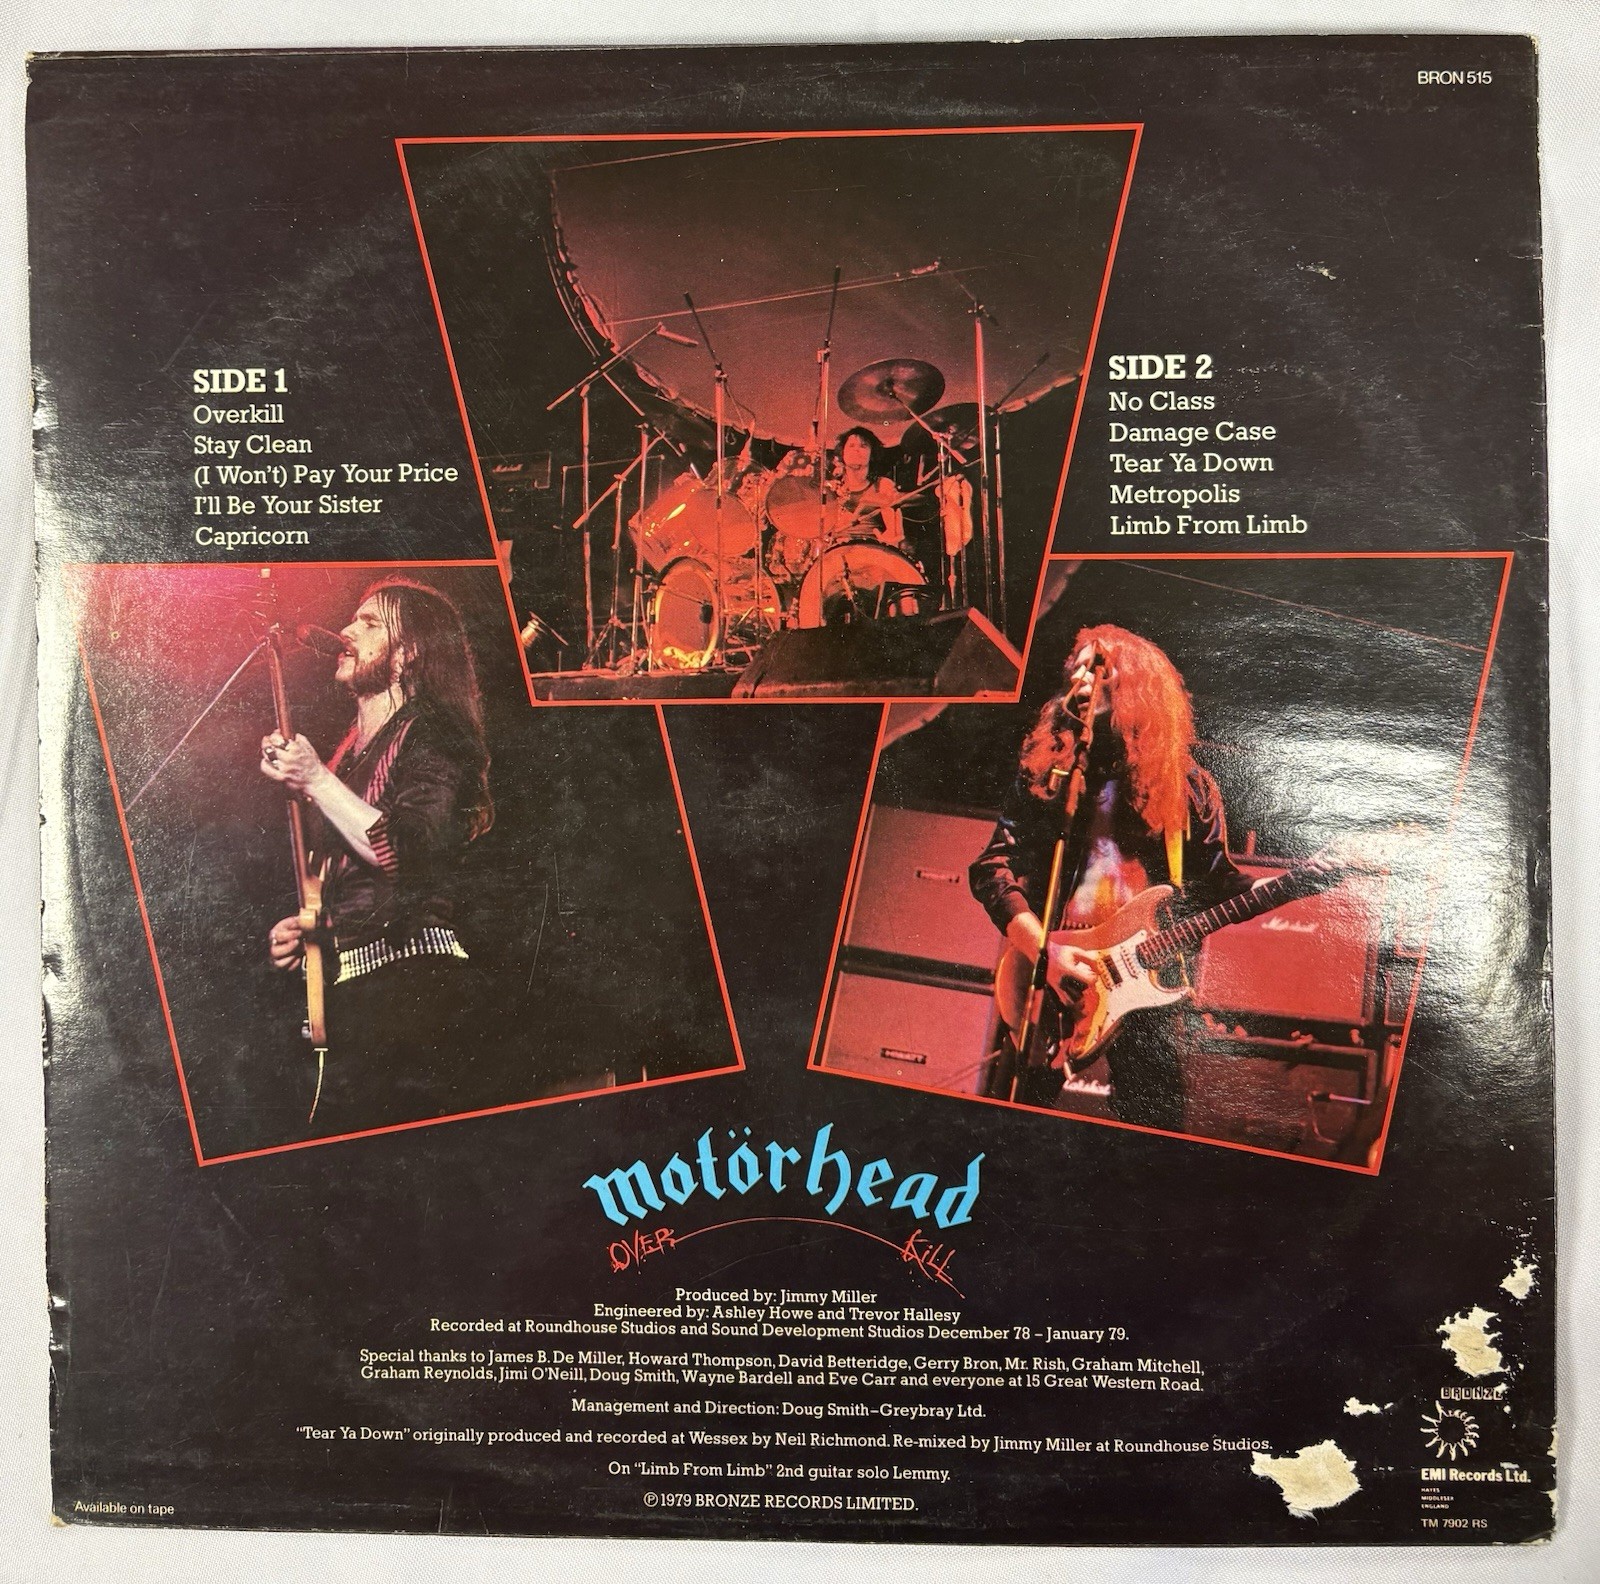 BRON 515
SIDE 1
Overkill
Stay Clean
(I Won't) Pay Your Price
I'll Be Your Sister
Capricorn
SIDE 2
No Class
Damage Case
Tear Ya Down
Metropolis
Limb From Limb
Marshall
motörhead
OVER KiLL
Produced by: Jimmy Miller
Engineered by: Ashley Howe and Trevor Hallesy
Recorded at Roundhouse Studios and Sound Development Studios December 78 – January 79.
Special thanks to James B. De Miller, Howard Thompson, David Betteridge, Gerry Bron, Mr. Rish, Graham Mitchell,
Graham Reynolds, Jimi O'Neill, Doug Smith, Wayne Bardell and Eve Carr and everyone at 15 Great Western Road.
Management and Direction: Doug Smith–Greybray Ltd.
"Tear Ya Down" originally produced and recorded at Wessex by Neil Richmond. Re-mixed by Jimmy Miller at Roundhouse Studios.
On "Limb From Limb" 2nd guitar solo Lemmy.
℗ 1979 BRONZE RECORDS LIMITED.
Available on tape
BRONZE
EMI Records Ltd.
HAYES
MIDDLESEX
ENGLAND
TM 7902 RS